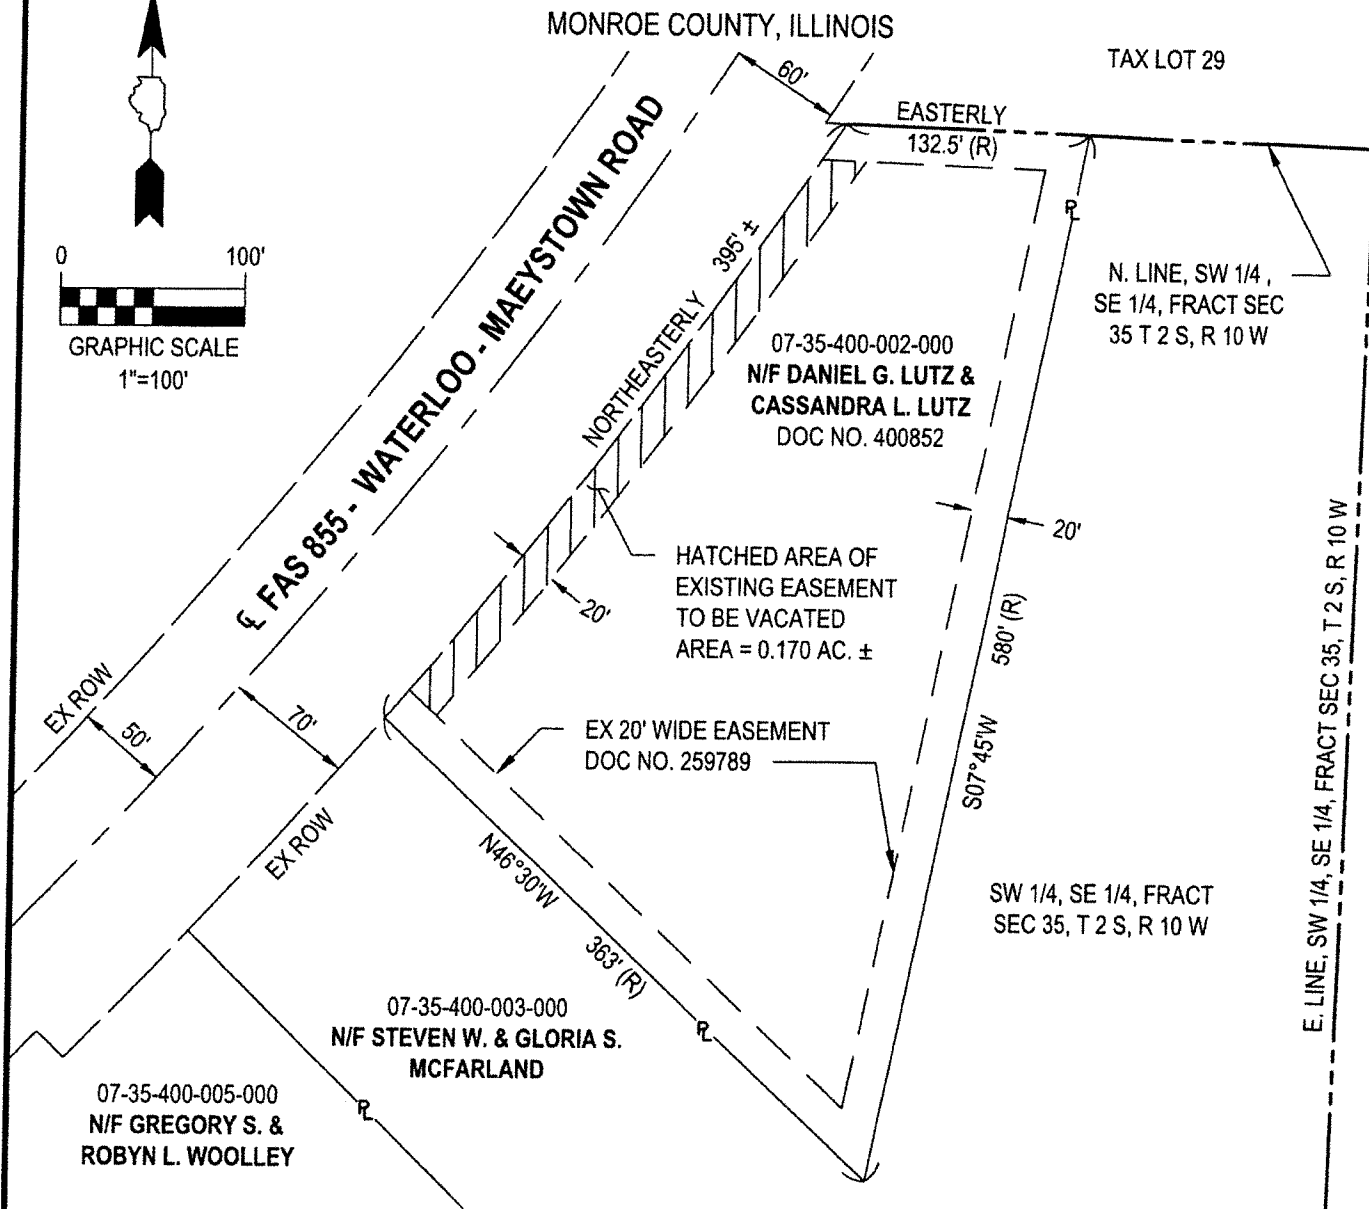 MONROE COUNTY, ILLINOIS
TAX LOT 29
60'
EASTERLY
132.5' (R)
0 100'
GRAPHIC SCALE
1"=100'
℄ FAS 855 - WATERLOO - MAEYSTOWN ROAD
NORTHEASTERLY 395' ±
℄
N. LINE, SW 1/4 ,
SE 1/4, FRACT SEC
35 T 2 S, R 10 W
07-35-400-002-000
N/F DANIEL G. LUTZ &
CASSANDRA L. LUTZ
DOC NO. 400852
20'
HATCHED AREA OF
EXISTING EASEMENT
TO BE VACATED
AREA = 0.170 AC. ±
20'
S07°45'W 580' (R)
EX ROW
50'
70'
EX 20' WIDE EASEMENT
DOC NO. 259789
EX ROW
N46°30'W
363' (R)
PL
SW 1/4, SE 1/4, FRACT
SEC 35, T 2 S, R 10 W
E. LINE, SW 1/4, SE 1/4, FRACT SEC 35, T 2 S, R 10 W
07-35-400-003-000
N/F STEVEN W. & GLORIA S.
MCFARLAND
07-35-400-005-000
N/F GREGORY S. &
ROBYN L. WOOLLEY
PL